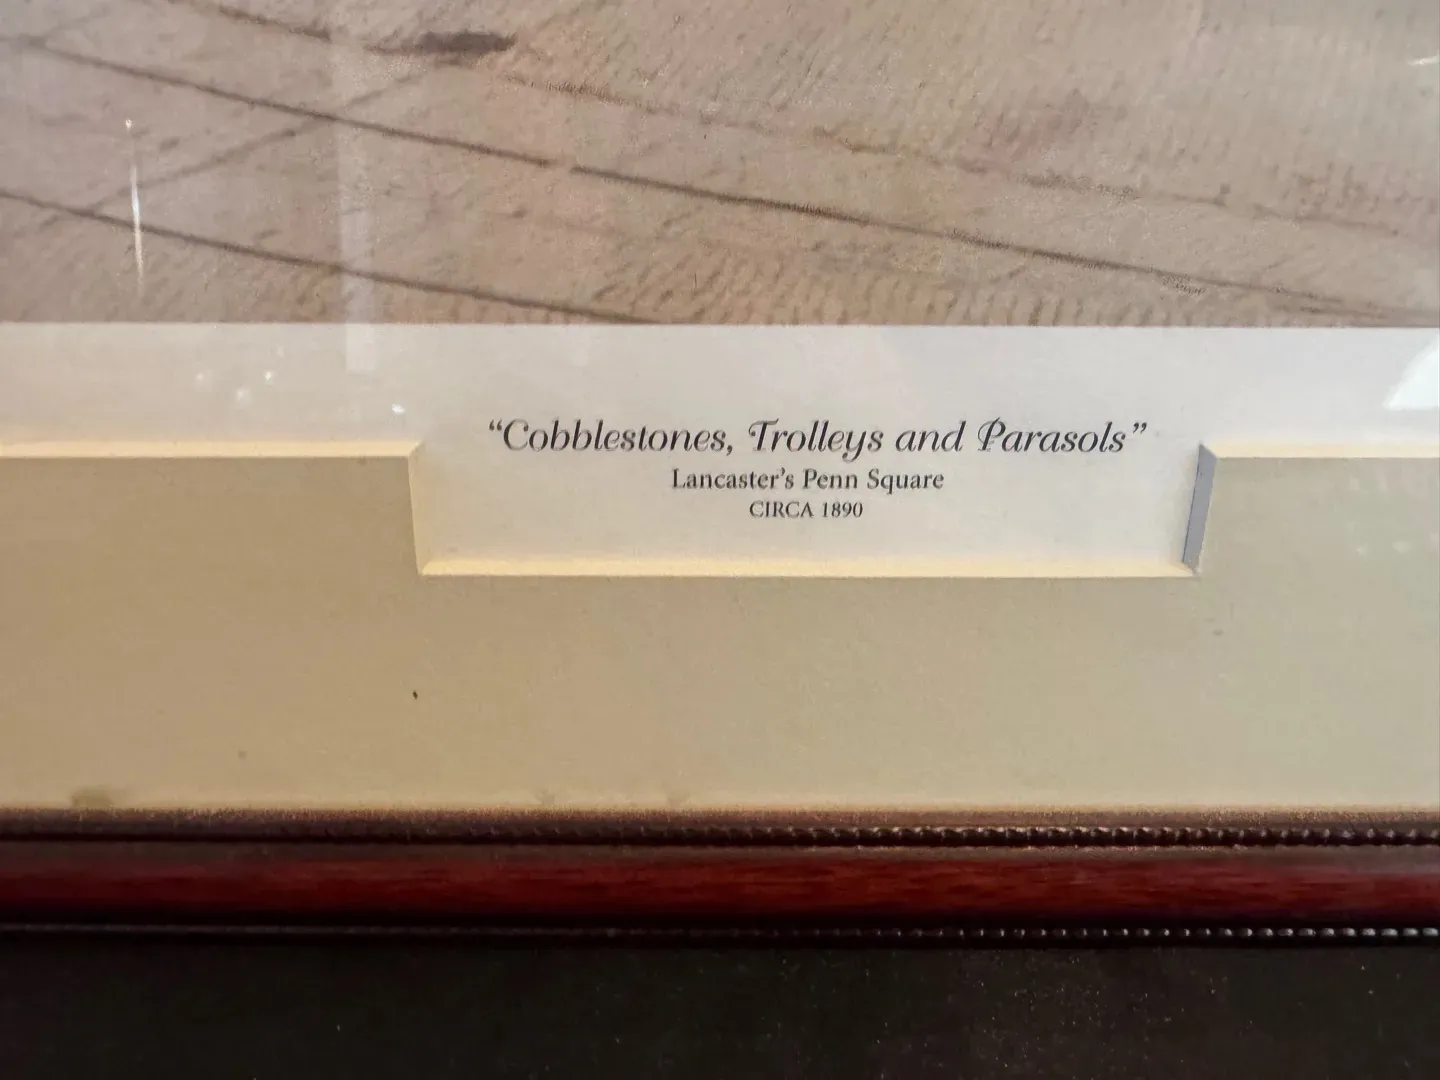 “Cobblestones, Trolleys and Parasols”
Lancaster’s Penn Square
CIRCA 1890